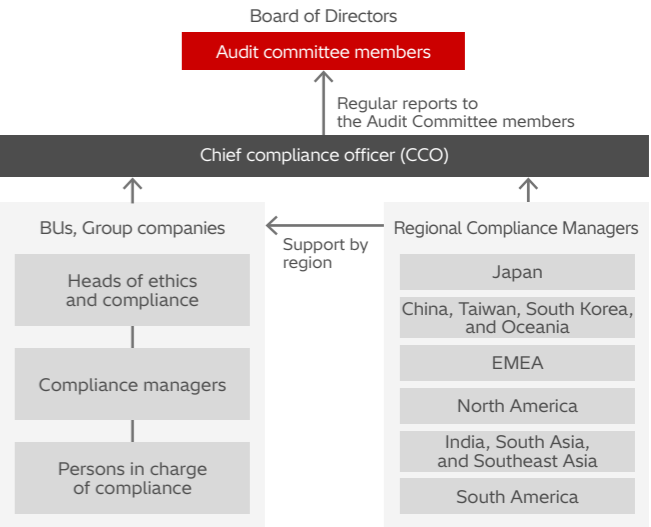 Board of Directors
Audit committee members
Regular reports to
the Audit Committee members
Chief compliance officer (CCO)
BUs, Group companies
Heads of ethics
and compliance
Compliance managers
Persons in charge
of compliance
Support by
region
Regional Compliance Managers
Japan
China, Taiwan, South Korea,
and Oceania
EMEA
North America
India, South Asia,
and Southeast Asia
South America